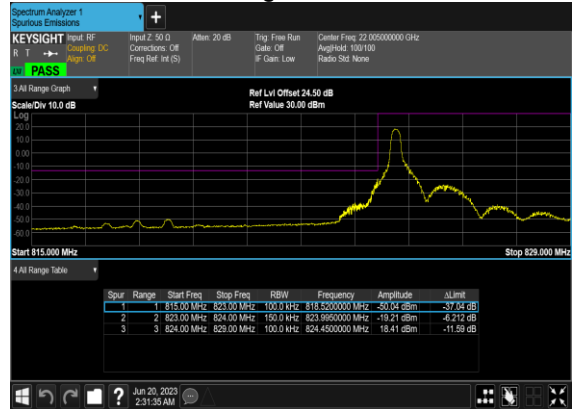 Spectrum Analyzer 1
Spurious Emissions
+
KEYSIGHT Input: RF Input Z: 50 Ω Atten: 20 dB Trig: Free Run Center Freq: 22.005000000 GHz
R T Coupling: DC Corrections: Off Gate: Off Avg|Hold: 100/100
Align: Off Freq Ref: Int (S) IF Gain: Low Radio Std: None
PASS
3 All Range Graph
Ref Lvl Offset 24.50 dB
Scale/Div 10.0 dB Ref Value 30.00 dBm
Log
20.0
10.0
0.00
-10.0
-20.0
-30.0
-40.0
-50.0
-60.0
Start 815.000 MHz Stop 829.000 MHz
4 All Range Table
Spur Range Start Freq Stop Freq RBW Frequency Amplitude ΔLimit
1 1 815.00 MHz 823.00 MHz 100.0 kHz 818.5200000 MHz -50.04 dBm -37.04 dB
2 2 823.00 MHz 824.00 MHz 150.0 kHz 823.9950000 MHz -19.21 dBm -6.212 dB
3 3 824.00 MHz 829.00 MHz 100.0 kHz 824.4500000 MHz 18.41 dBm -11.59 dB
? Jun 20, 2023
2:31:35 AM